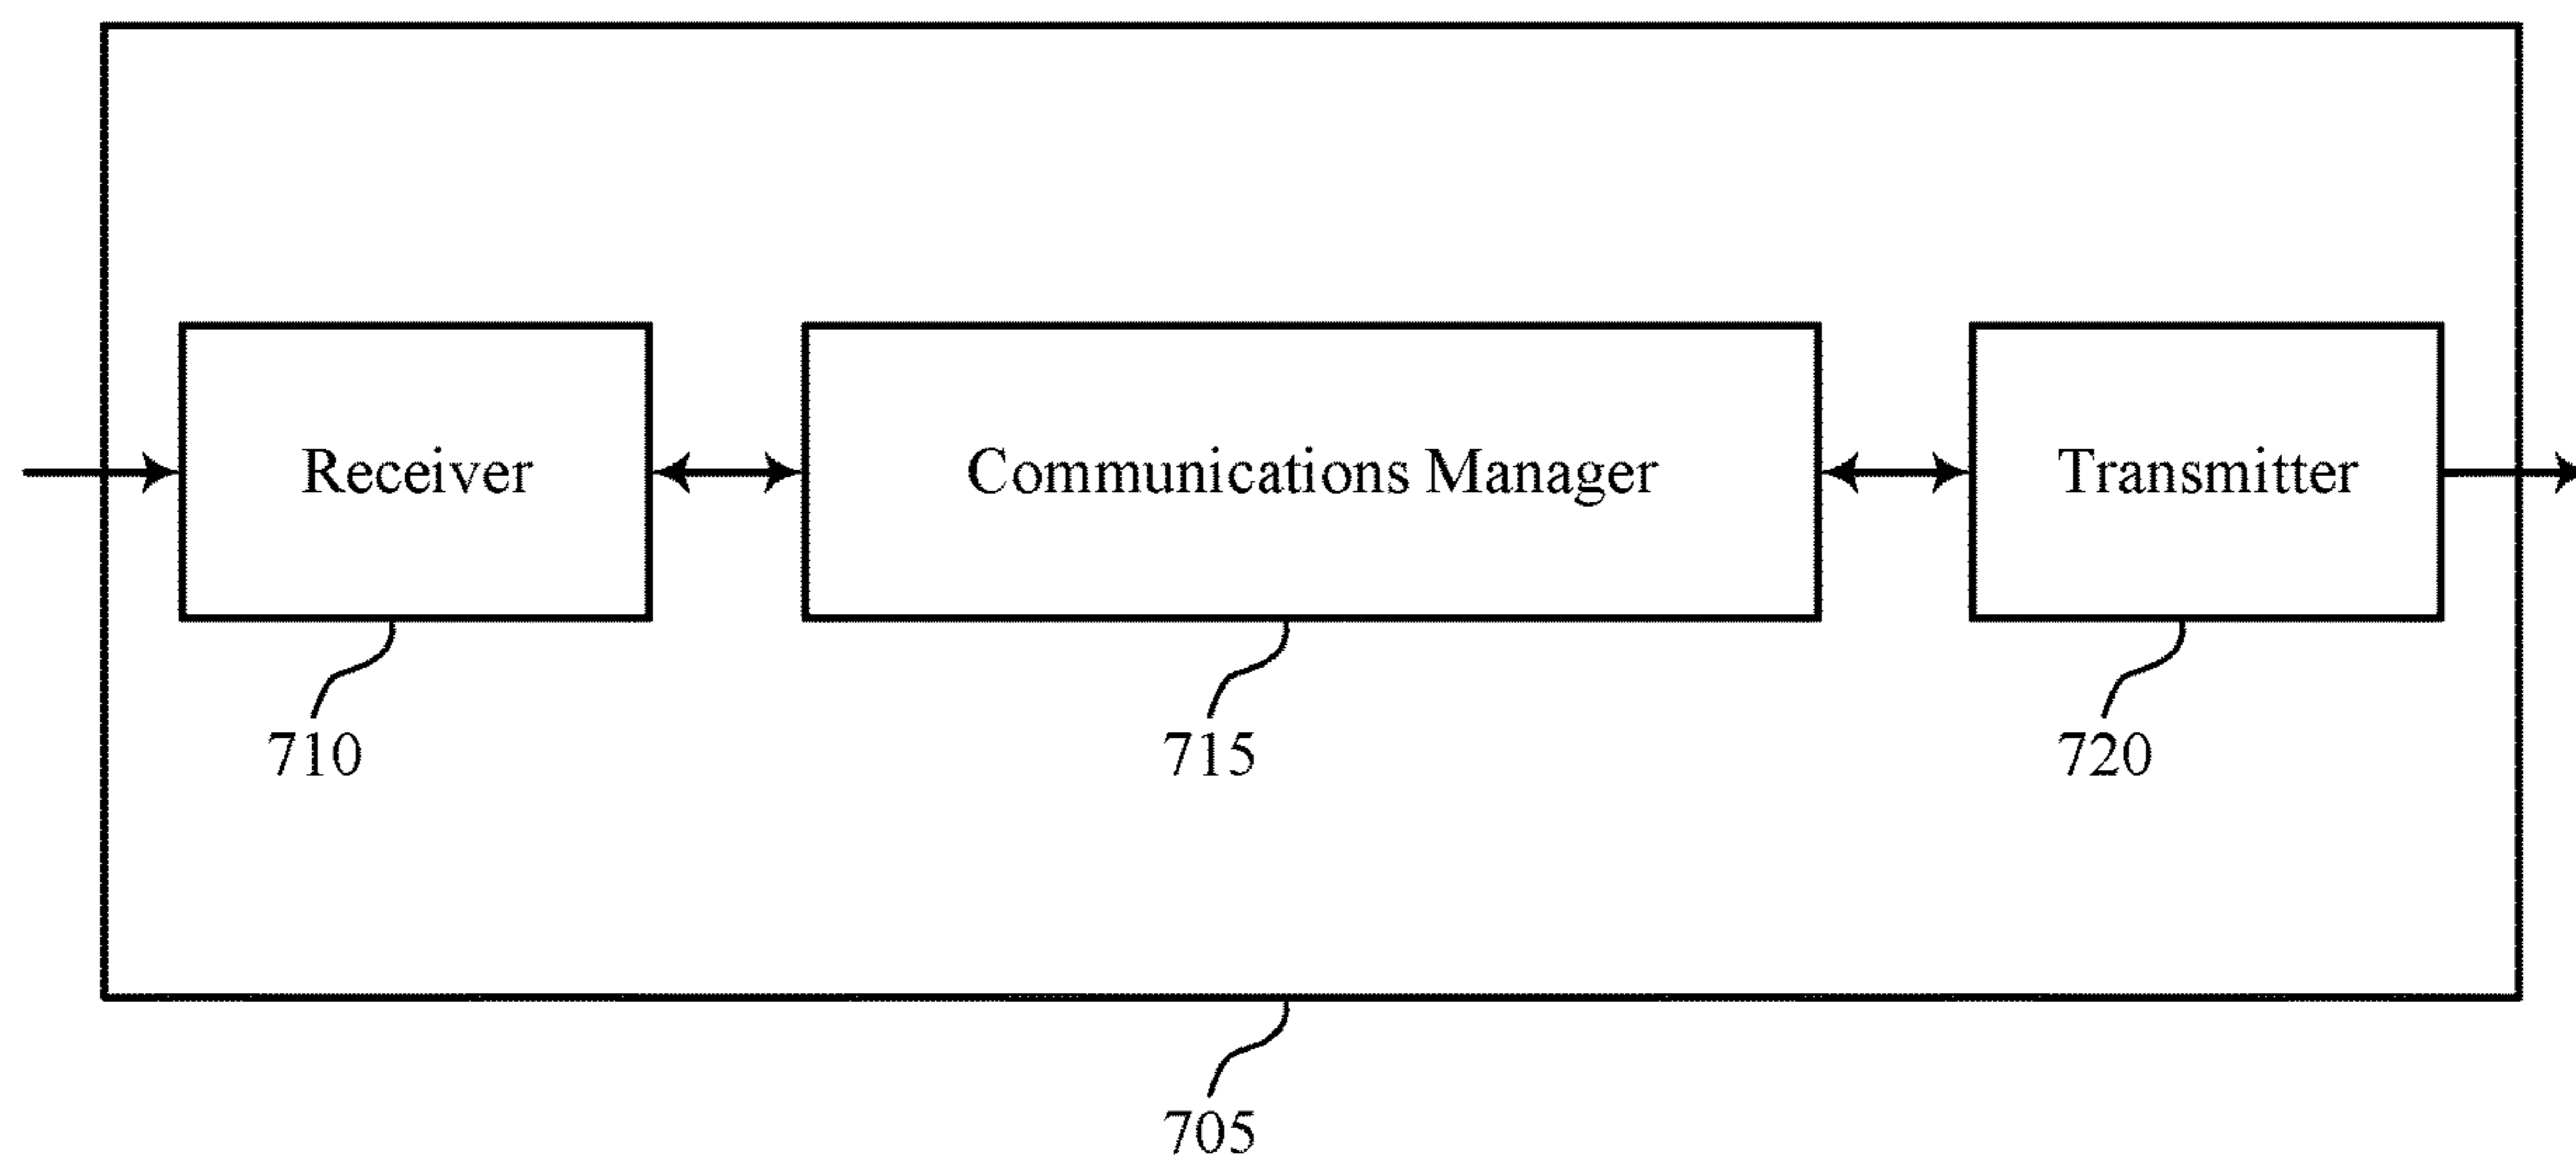 Receiver
Communications Manager
Transmitter
710
715
720
705